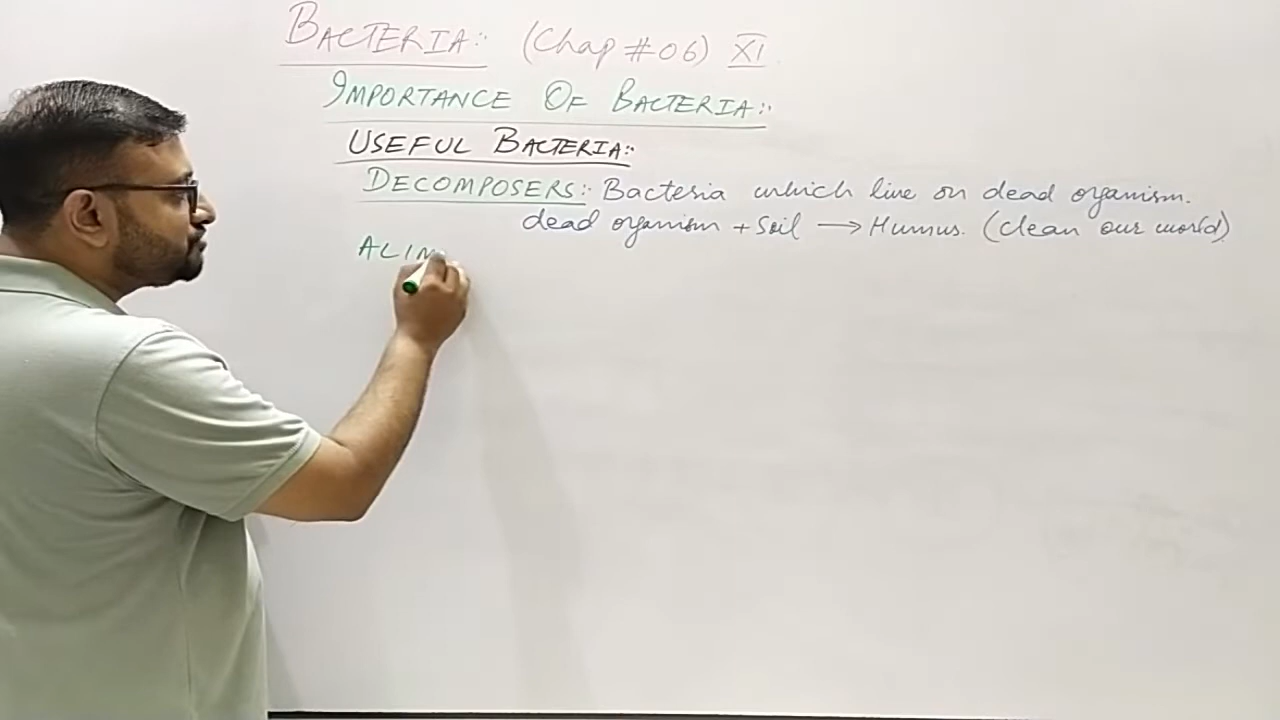 BACTERIA:- (Chap #06) XI
IMPORTANCE OF BACTERIA:-
USEFUL BACTERIA:-
DECOMPOSERS:- Bacteria which live on dead organism.
dead organism + Soil → Humus. (clean our world)
ALIM